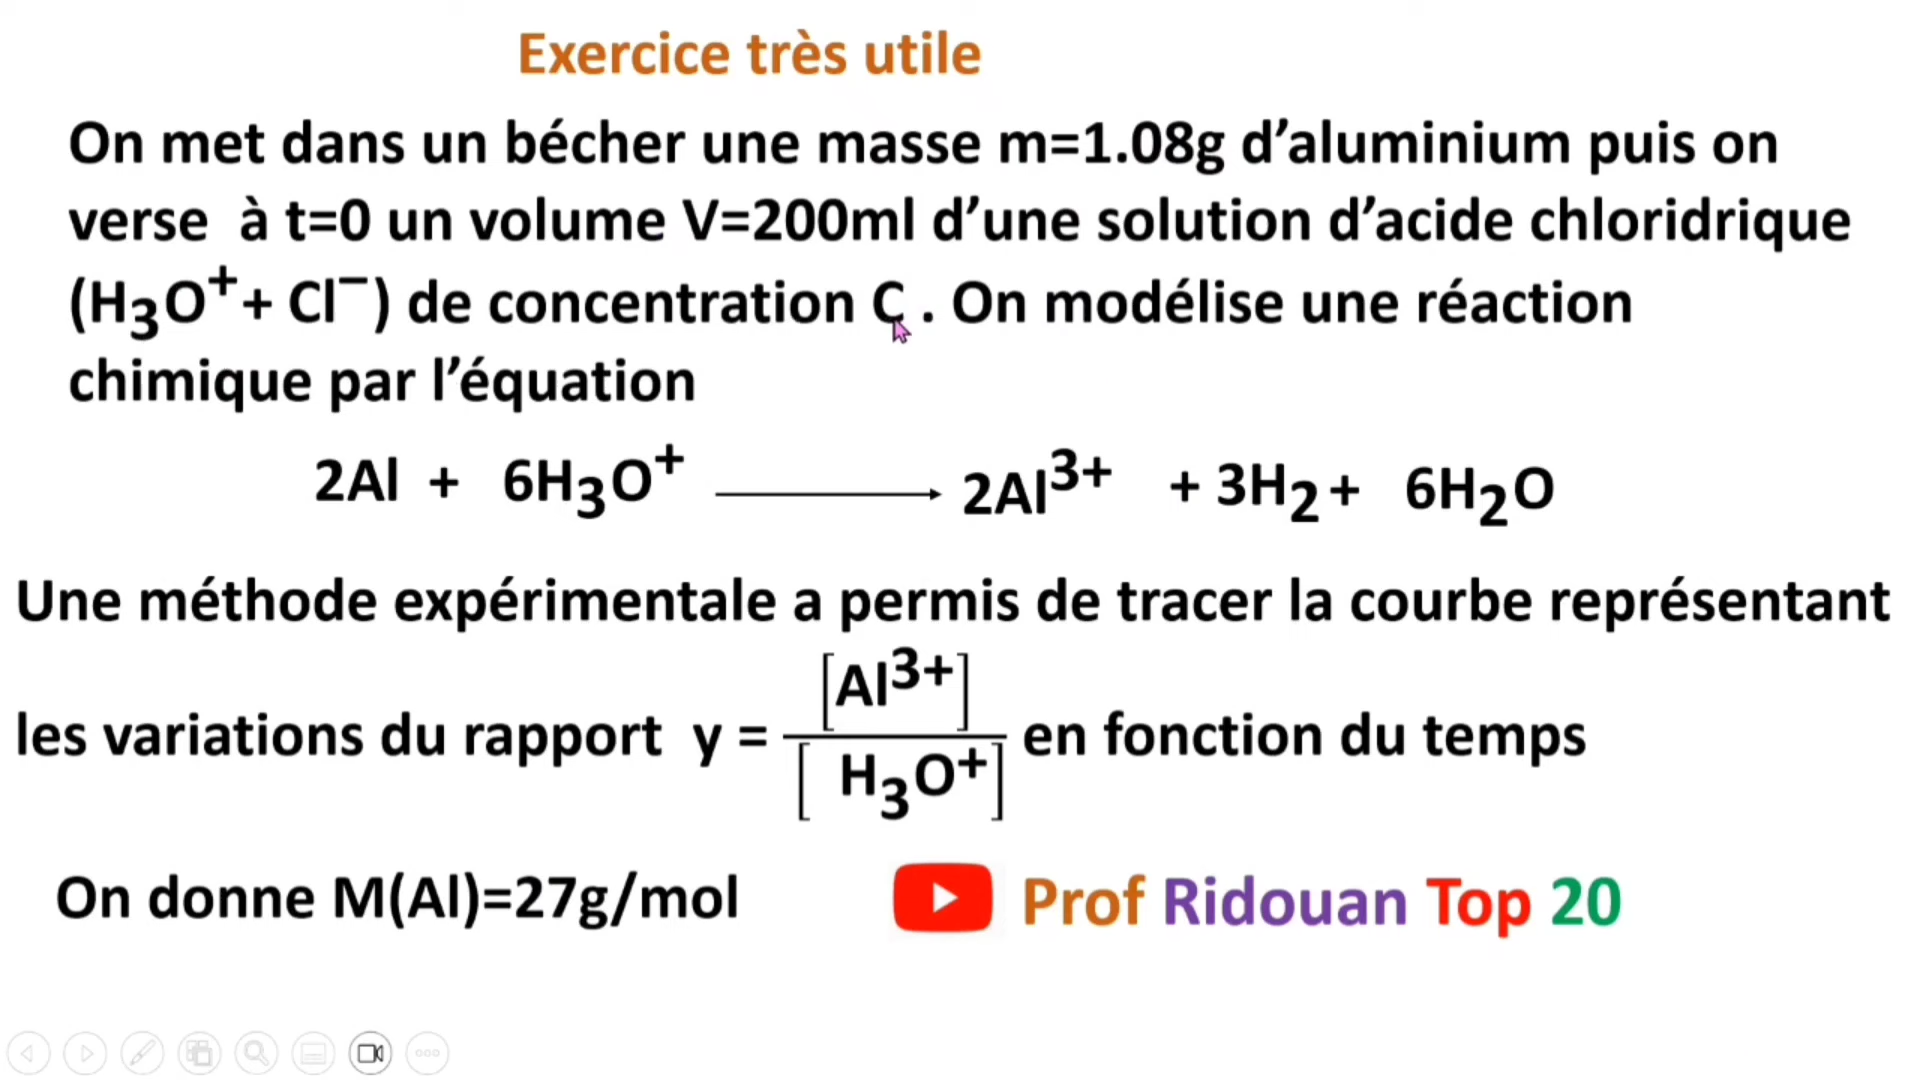 Exercice très utile
On met dans un bécher une masse m=1.08g d’aluminium puis on
verse à t=0 un volume V=200ml d’une solution d’acide chloridrique
(H₃O⁺+ Cl⁻) de concentration C . On modélise une réaction
chimique par l’équation
2Al + 6H₃O⁺ ⟶ 2Al³⁺ + 3H₂+ 6H₂O
Une méthode expérimentale a permis de tracer la courbe représentant
les variations du rapport y = [Al³⁺] / [ H₃O⁺] en fonction du temps
On donne M(Al)=27g/mol
Prof Ridouan Top 20